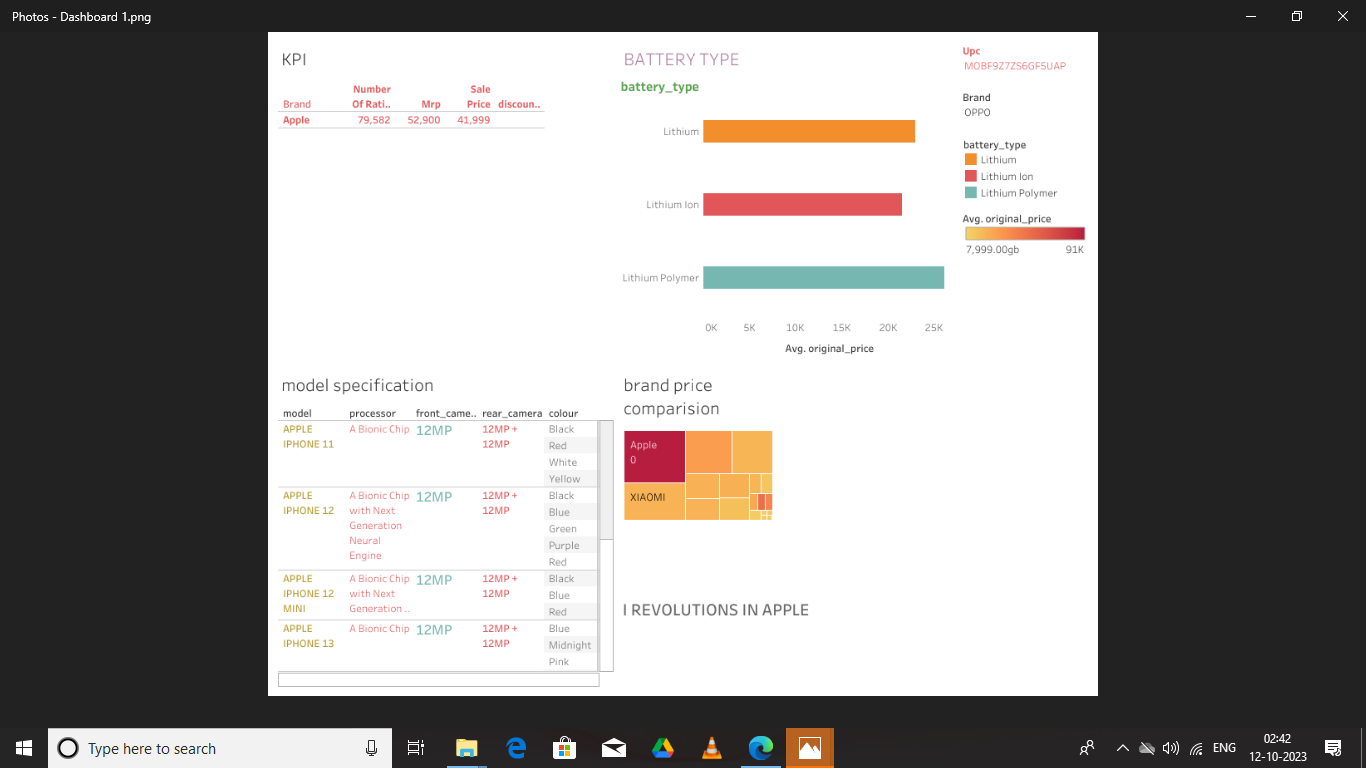 Photos - Dashboard 1.png
KPI
Number
Sale
Brand
Of Rati..
Mrp
Price
discoun..
Apple
79,582
52,900
41,999
BATTERY TYPE
battery_type
Lithium
Lithium Ion
Lithium Polymer
0K
5K
10K
15K
20K
25K
Avg. original_price
Upc
MOBF9Z7ZS6GFSUAP
Brand
OPPO
battery_type
Lithium
Lithium Ion
Lithium Polymer
Avg. original_price
7,999.00gb
91K
model specification
model
processor
front_came..
rear_camera
colour
APPLE
IPHONE 11
A Bionic Chip
12MP
12MP +
12MP
Black
Red
White
Yellow
APPLE
IPHONE 12
A Bionic Chip
with Next
Generation
Neural
Engine
12MP
12MP +
12MP
Black
Blue
Green
Purple
Red
APPLE
IPHONE 12
MINI
A Bionic Chip
with Next
Generation ..
12MP
12MP +
12MP
Black
Blue
Red
APPLE
IPHONE 13
A Bionic Chip
12MP
12MP +
12MP
Blue
Midnight
Pink
brand price
comparision
Apple
0
XIAOMI
I REVOLUTIONS IN APPLE
Type here to search
ENG
02:42
12-10-2023